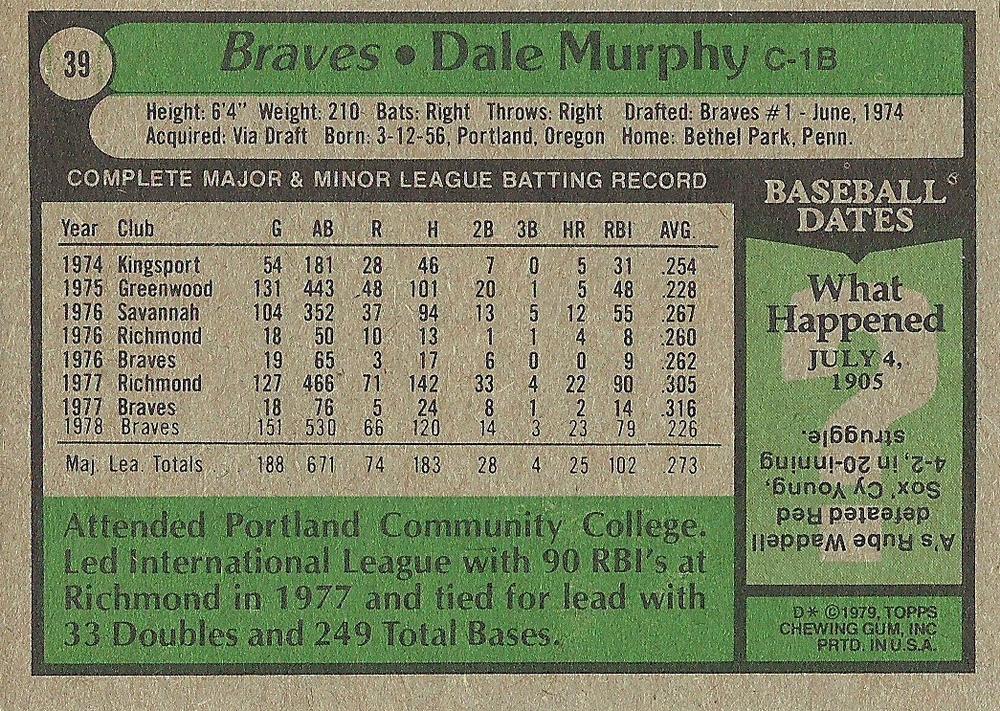 39
Braves • Dale Murphy C-1B
Height: 6'4" Weight: 210 Bats: Right Throws: Right Drafted: Braves #1 - June, 1974
Acquired: Via Draft Born: 3-12-56, Portland, Oregon Home: Bethel Park, Penn.
COMPLETE MAJOR & MINOR LEAGUE BATTING RECORD
Year Club G AB R H 2B 3B HR RBI AVG.
1974 Kingsport 54 181 28 46 7 0 5 31 .254
1975 Greenwood 131 443 48 101 20 1 5 48 .228
1976 Savannah 104 352 37 94 13 5 12 55 .267
1976 Richmond 18 50 10 13 1 1 4 8 .260
1976 Braves 19 65 3 17 6 0 0 9 .262
1977 Richmond 127 466 71 142 33 4 22 90 .305
1977 Braves 18 76 5 24 8 1 2 14 .316
1978 Braves 151 530 66 120 14 3 23 79 .226
Maj. Lea. Totals 188 671 74 183 28 4 25 102 .273
Attended Portland Community College.
Led International League with 90 RBI's at
Richmond in 1977 and tied for lead with
33 Doubles and 249 Total Bases.
BASEBALL
DATES
What
Happened
JULY 4,
1905
A's Rube Waddell
defeated Red
Sox' Cy Young,
4-2, in 20-inning
struggle.
D* ©1979, TOPPS
CHEWING GUM, INC
PRTD. IN U.S.A.